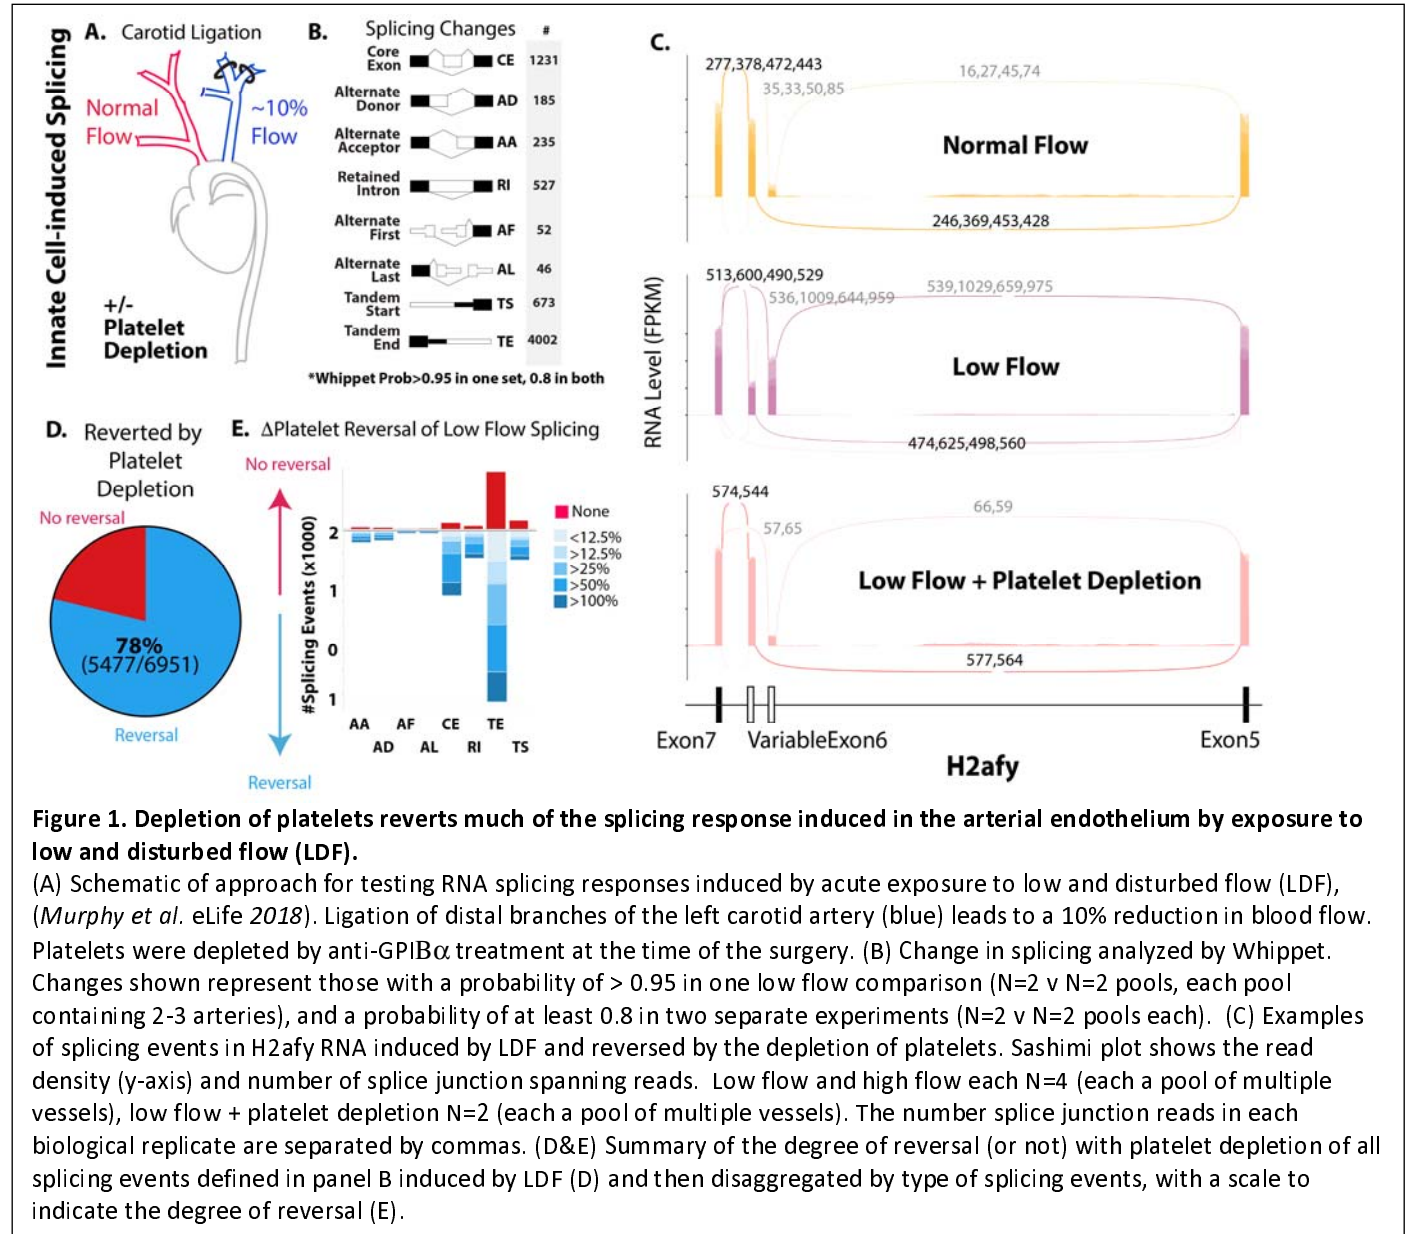 Innate Cell-induced Splicing
A. Carotid Ligation
Normal
Flow
~10%
Flow
+/-
Platelet
Depletion
B. Splicing Changes #
Core
Exon CE 1231
Alternate
Donor AD 185
Alternate
Acceptor AA 235
Retained
Intron RI 527
Alternate
First AF 52
Alternate
Last AL 46
Tandem
Start TS 673
Tandem
End TE 4002
*Whippet Prob>0.95 in one set, 0.8 in both
C.
RNA Level (FPKM)
277,378,472,443
35,33,50,85
16,27,45,74
Normal Flow
246,369,453,428
513,600,490,529
536,1009,644,959
539,1029,659,975
Low Flow
474,625,498,560
574,544
57,65
66,59
Low Flow + Platelet Depletion
577,564
Exon7 VariableExon6 Exon5
H2afy
D. Reverted by
Platelet
Depletion
No reversal
78%
(5477/6951)
Reversal
E. ΔPlatelet Reversal of Low Flow Splicing
No reversal
Reversal
#Splicing Events (x1000)
2
1
0
1
AA AF CE TE
AD AL RI TS
None
<12.5%
>12.5%
>25%
>50%
>100%
Figure 1. Depletion of platelets reverts much of the splicing response induced in the arterial endothelium by exposure to
low and disturbed flow (LDF).
(A) Schematic of approach for testing RNA splicing responses induced by acute exposure to low and disturbed flow (LDF),
(Murphy et al. eLife 2018). Ligation of distal branches of the left carotid artery (blue) leads to a 10% reduction in blood flow.
Platelets were depleted by anti-GPIBα treatment at the time of the surgery. (B) Change in splicing analyzed by Whippet.
Changes shown represent those with a probability of > 0.95 in one low flow comparison (N=2 v N=2 pools, each pool
containing 2-3 arteries), and a probability of at least 0.8 in two separate experiments (N=2 v N=2 pools each). (C) Examples
of splicing events in H2afy RNA induced by LDF and reversed by the depletion of platelets. Sashimi plot shows the read
density (y-axis) and number of splice junction spanning reads. Low flow and high flow each N=4 (each a pool of multiple
vessels), low flow + platelet depletion N=2 (each a pool of multiple vessels). The number splice junction reads in each
biological replicate are separated by commas. (D&E) Summary of the degree of reversal (or not) with platelet depletion of all
splicing events defined in panel B induced by LDF (D) and then disaggregated by type of splicing events, with a scale to
indicate the degree of reversal (E).